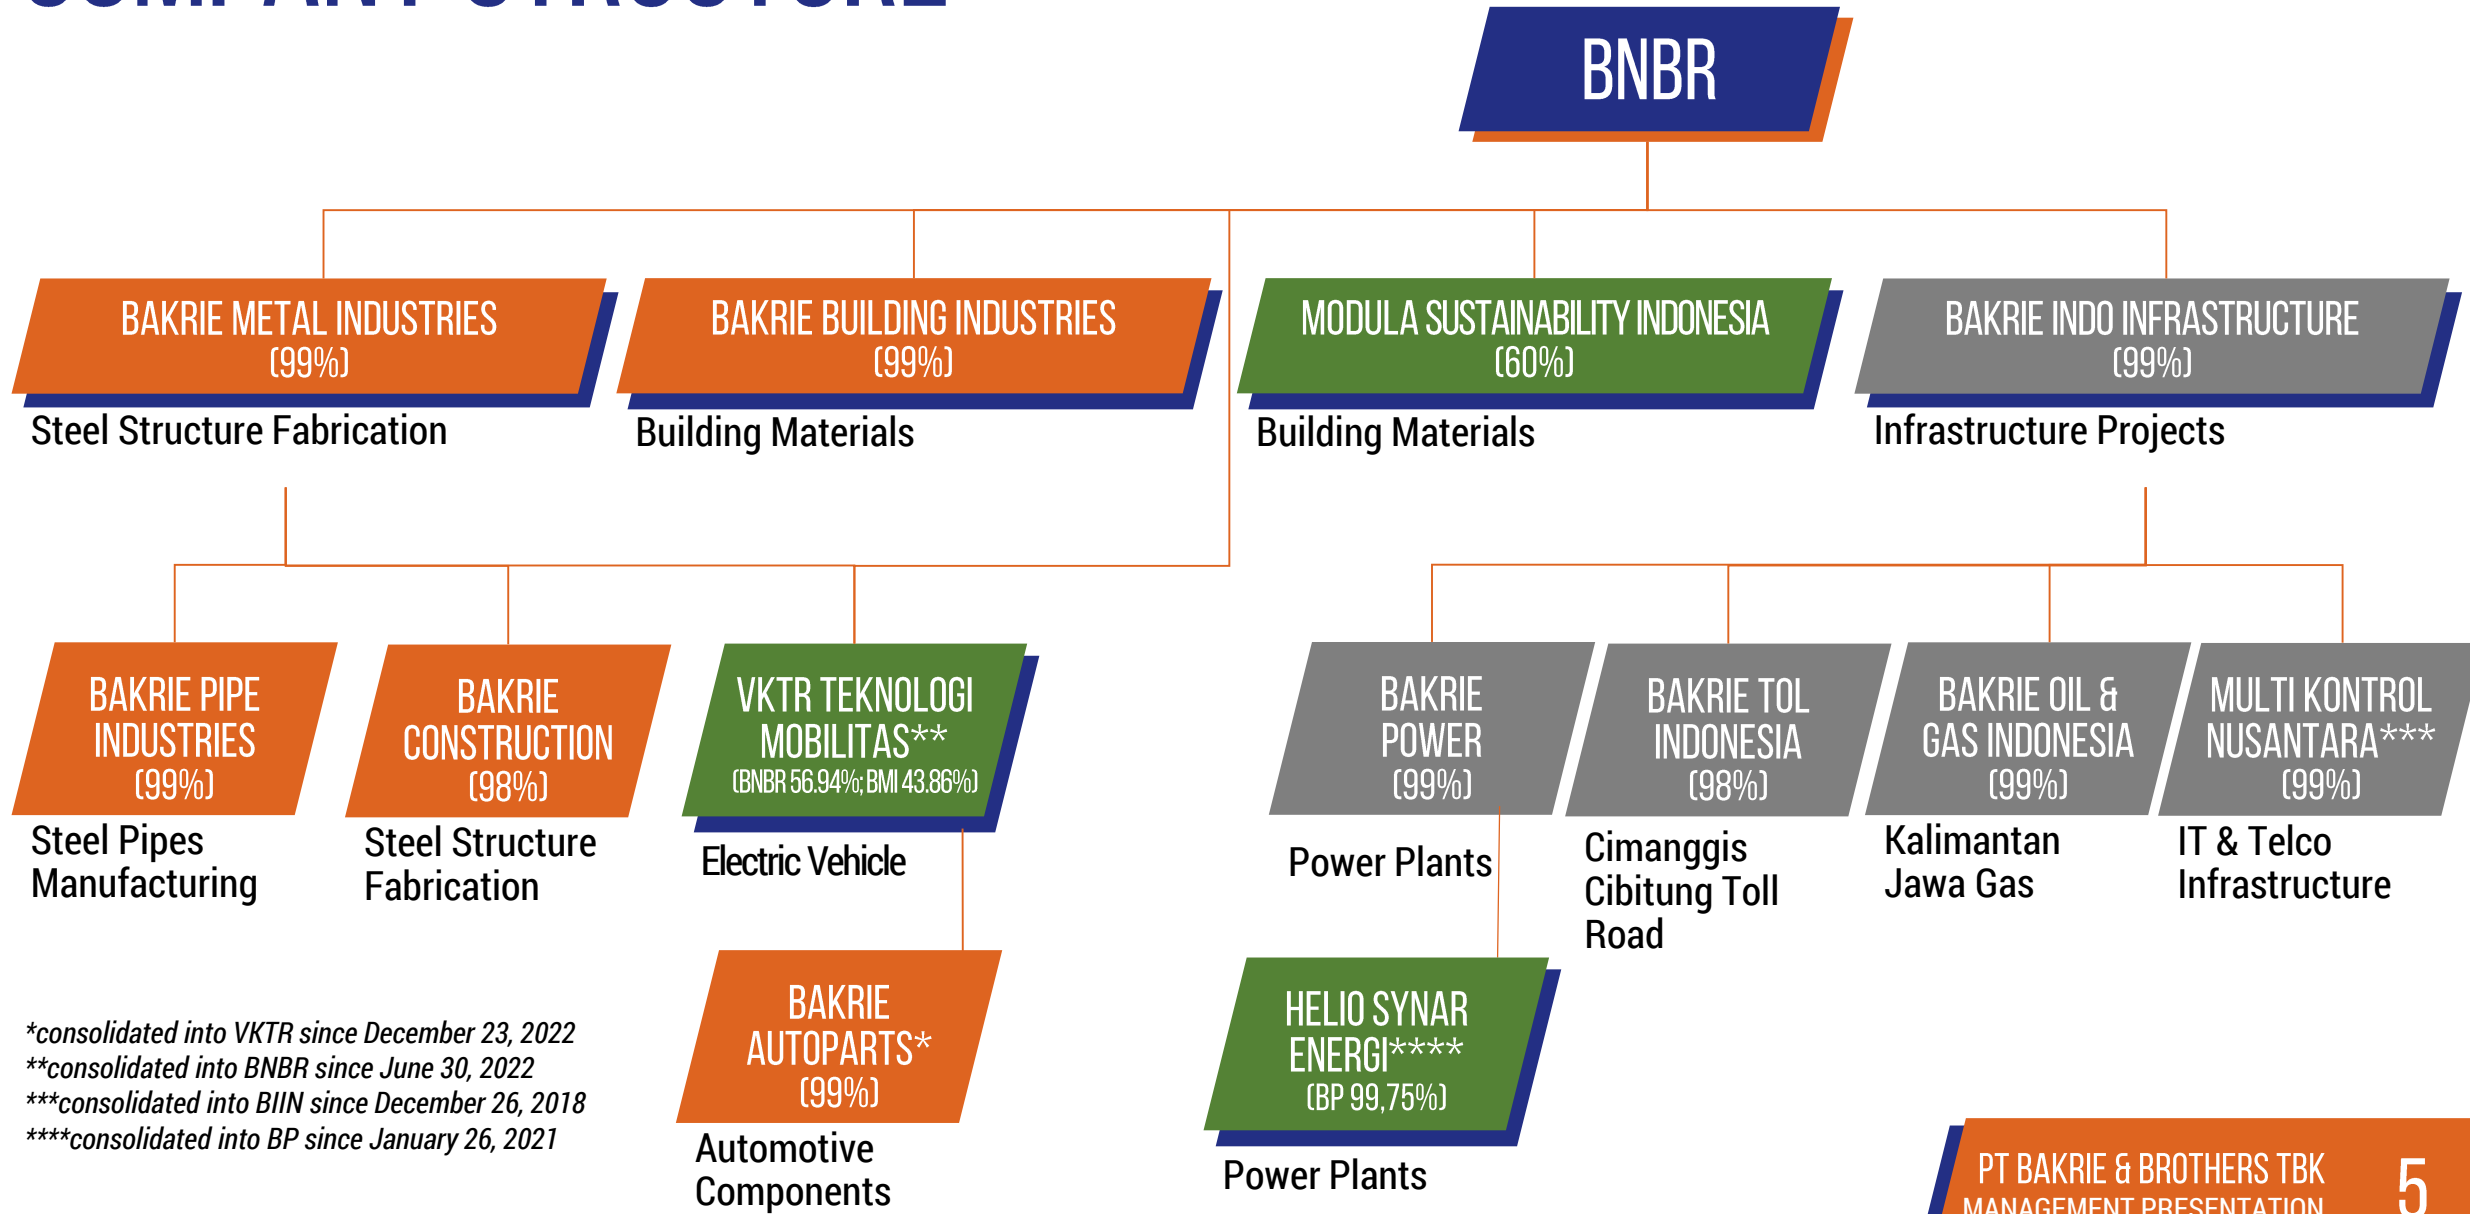 COMPANY STRUCTURE
BNBR
BAKRIE METAL INDUSTRIES
(99%)
Steel Structure Fabrication
BAKRIE BUILDING INDUSTRIES
(99%)
Building Materials
MODULA SUSTAINABILITY INDONESIA
(60%)
Building Materials
BAKRIE INDO INFRASTRUCTURE
(99%)
Infrastructure Projects
BAKRIE PIPE
INDUSTRIES
(99%)
Steel Pipes
Manufacturing
BAKRIE
CONSTRUCTION
(98%)
Steel Structure
Fabrication
VKTR TEKNOLOGI
MOBILITAS**
(BNBR 56.94%; BMI 43.86%)
Electric Vehicle
BAKRIE
POWER
(99%)
Power Plants
BAKRIE TOL
INDONESIA
(98%)
Cimanggis
Cibitung Toll
Road
BAKRIE OIL &
GAS INDONESIA
(99%)
Kalimantan
Jawa Gas
MULTI KONTROL
NUSANTARA***
(99%)
IT & Telco
Infrastructure
BAKRIE
AUTOPARTS*
(99%)
Automotive
Components
HELIO SYNAR
ENERGI****
(BP 99,75%)
Power Plants
*consolidated into VKTR since December 23, 2022
**consolidated into BNBR since June 30, 2022
***consolidated into BIIN since December 26, 2018
****consolidated into BP since January 26, 2021
PT BAKRIE & BROTHERS TBK
MANAGEMENT PRESENTATION
5